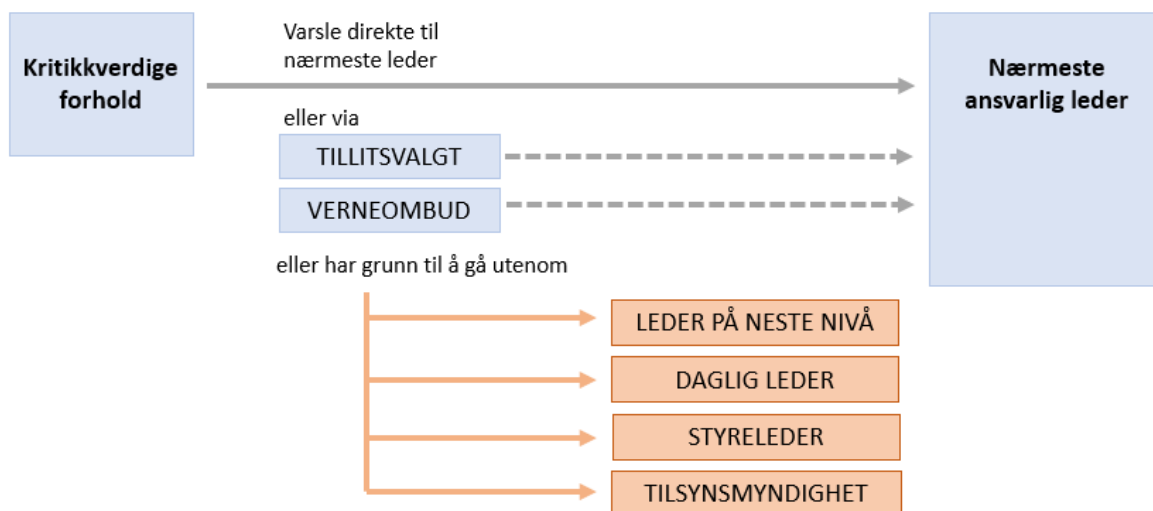 Kritikkverdige
forhold
Varsle direkte til
nærmeste leder
Nærmeste
ansvarlig leder
eller via
TILLITSVALGT
VERNEOMBUD
eller har grunn til å gå utenom
LEDER PÅ NESTE NIVÅ
DAGLIG LEDER
STYRELEDER
TILSYNSMYNDIGHET